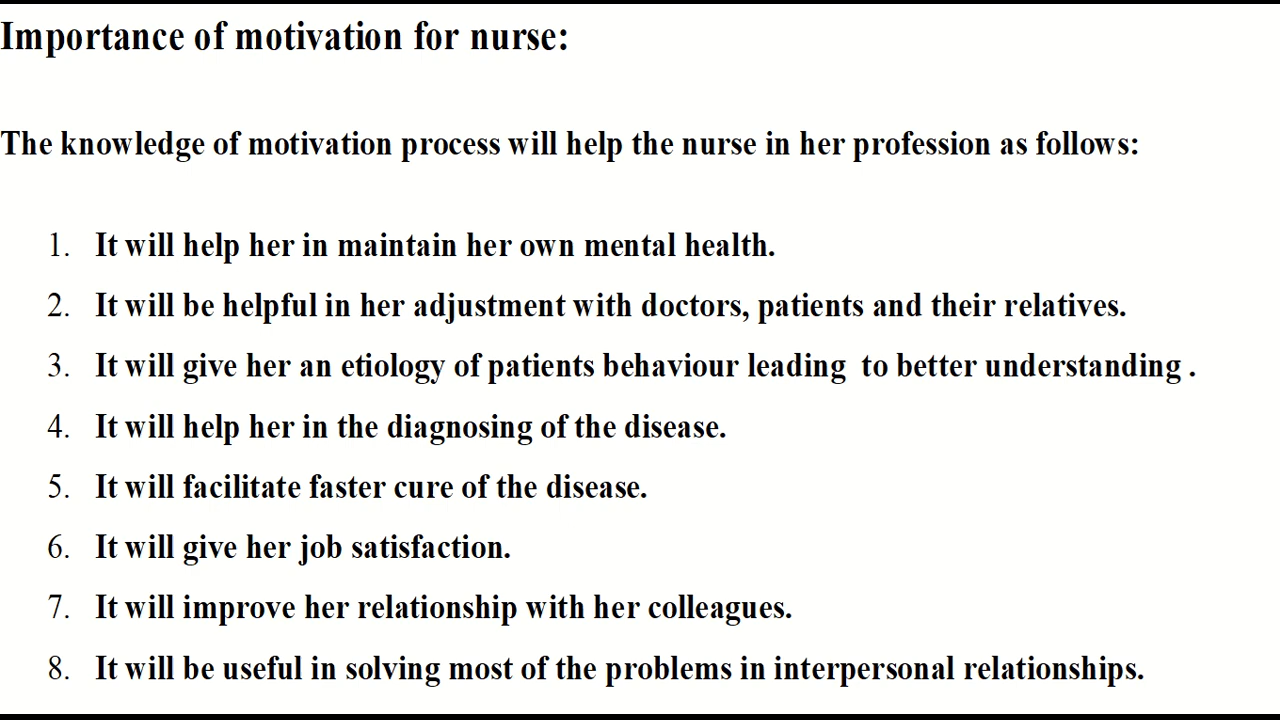 Importance of motivation for nurse:
The knowledge of motivation process will help the nurse in her profession as follows:
1. It will help her in maintain her own mental health.
2. It will be helpful in her adjustment with doctors, patients and their relatives.
3. It will give her an etiology of patients behaviour leading  to better understanding .
4. It will help her in the diagnosing of the disease.
5. It will facilitate faster cure of the disease.
6. It will give her job satisfaction.
7. It will improve her relationship with her colleagues.
8. It will be useful in solving most of the problems in interpersonal relationships.